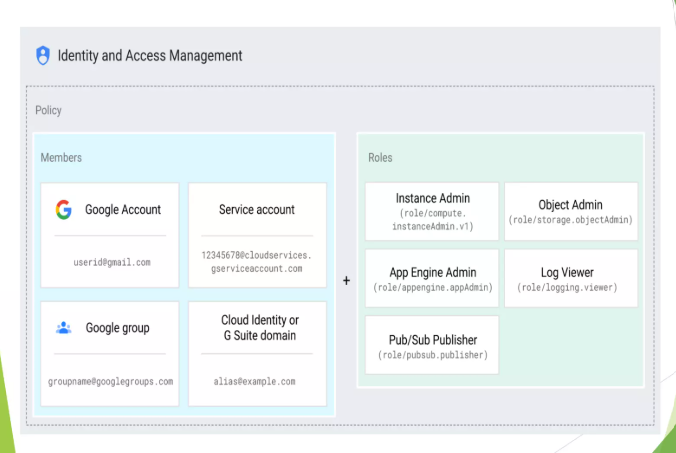 Identity and Access Management
Policy
Members
Google Account
userid@gmail.com
Service account
12345678@cloudservices.
gserviceaccount.com
Google group
groupname@googlegroups.com
Cloud Identity or
G Suite domain
alias@example.com
+
Roles
Instance Admin
(role/compute.
instanceAdmin.v1)
Object Admin
(role/storage.objectAdmin)
App Engine Admin
(role/appengine.appAdmin)
Log Viewer
(role/logging.viewer)
Pub/Sub Publisher
(role/pubsub.publisher)